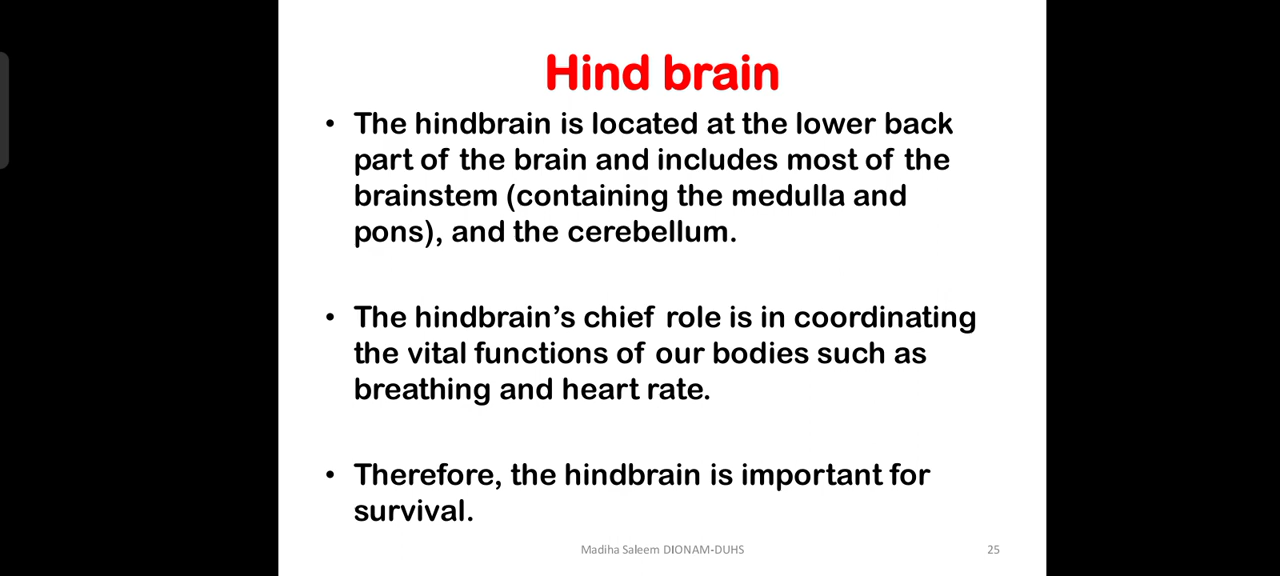 Hind brain
• The hindbrain is located at the lower back
part of the brain and includes most of the
brainstem (containing the medulla and
pons), and the cerebellum.
• The hindbrain’s chief role is in coordinating
the vital functions of our bodies such as
breathing and heart rate.
• Therefore, the hindbrain is important for
survival.
Madiha Saleem DIONAM-DUHS 25